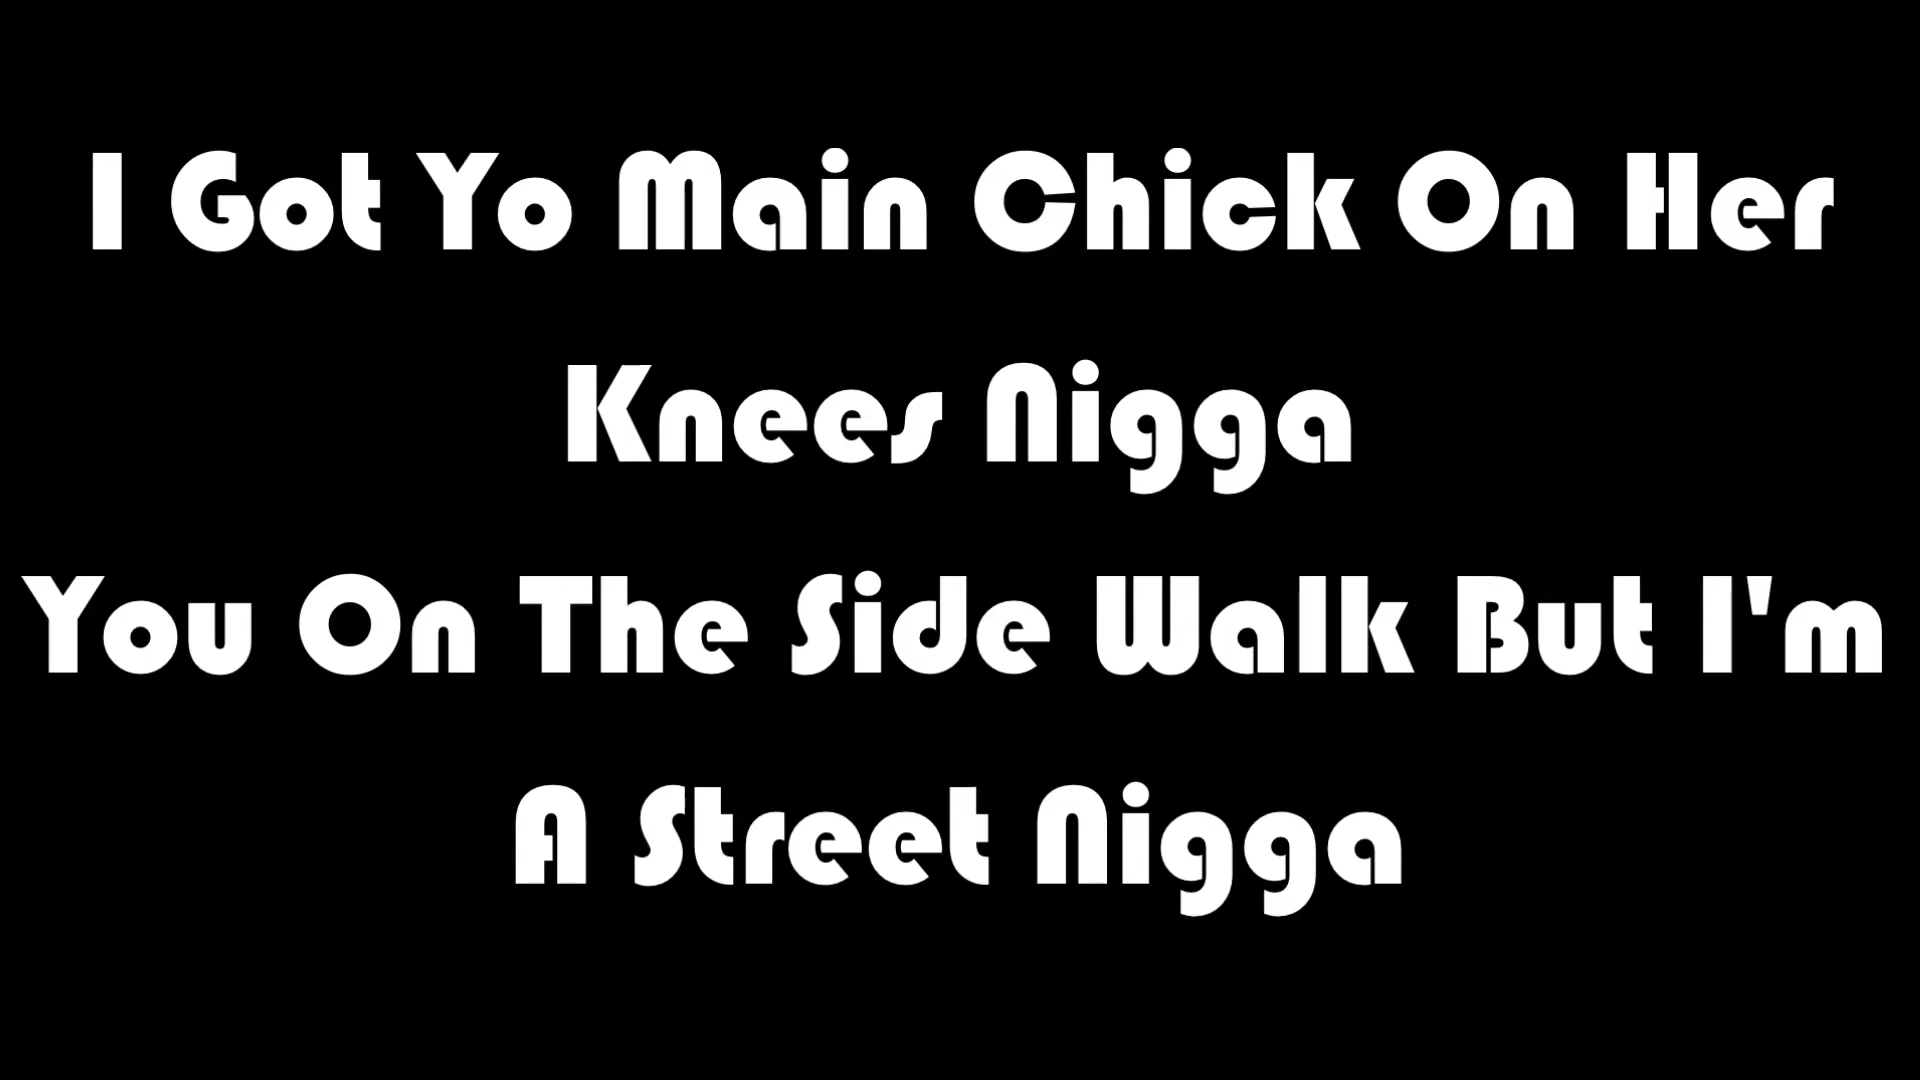 I Got Yo Main Chick On Her
Knees Nigga
You On The Side Walk But I'm
A Street Nigga